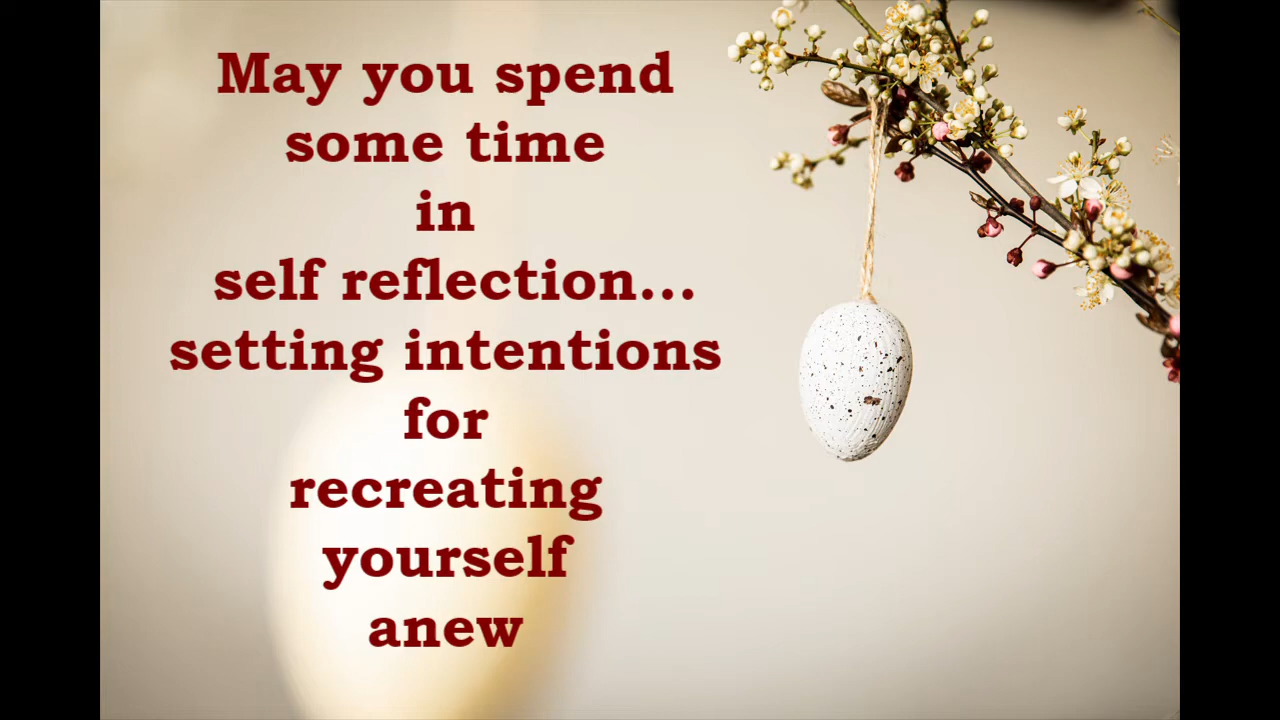 May you spend
some time
in
self reflection...
setting intentions
for
recreating
yourself
anew